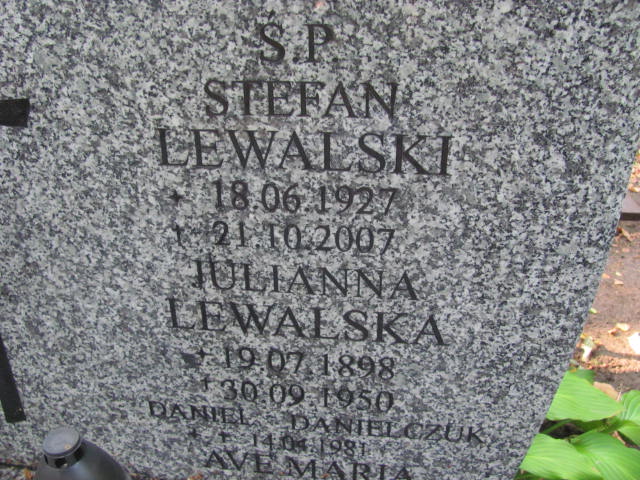 Ś.P.
STEFAN
LEWALSKI
* 18.06.1927
† 21.10.2007
JULIANNA
LEWALSKA
* 19.07.1898
† 30.09.1950
DANIEL DANIELCZUK
* † 14.04.1981
AVE MARIA